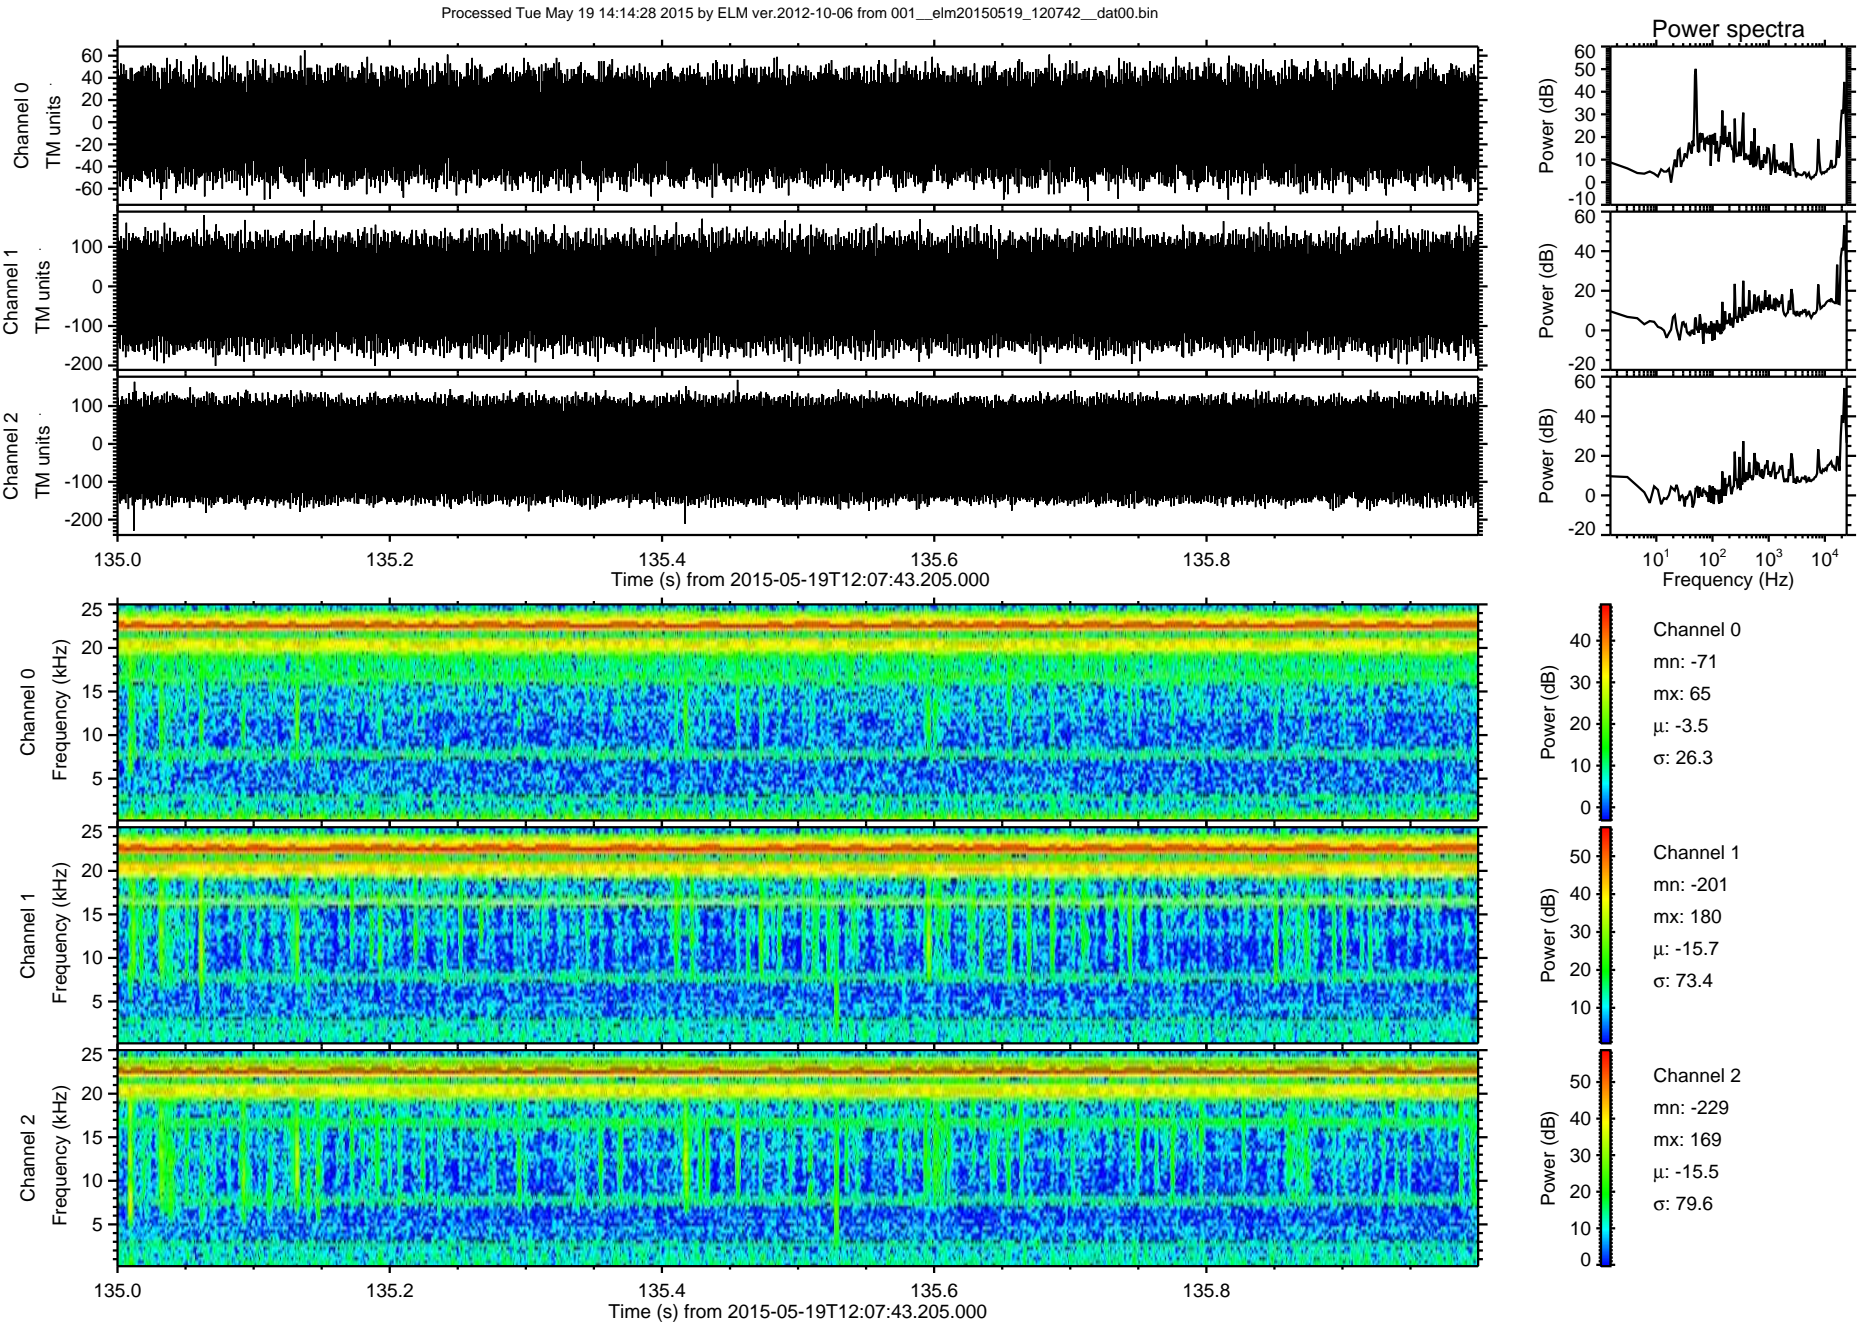 Processed Tue May 19 14:14:28 2015 by ELM ver.2012-10-06 from 001__elm20150519_120742__dat00.bin
Power spectra
Channel 0
TM units
60
40
20
0
-20
-40
-60
Power (dB)
60
50
40
30
20
10
0
-10
Channel 1
TM units
100
0
-100
-200
Power (dB)
60
40
20
0
-20
Channel 2
TM units
100
0
-100
-200
Power (dB)
60
40
20
0
-20
135.0 135.2 135.4 135.6 135.8
Time (s) from 2015-05-19T12:07:43.205.000
10^1 10^2 10^3 10^4
Frequency (Hz)
Channel 0
Frequency (kHz)
25
20
15
10
5
Power (dB)
40
30
20
10
0
Channel 0
mn: -71
mx: 65
μ: -3.5
σ: 26.3
Channel 1
Frequency (kHz)
25
20
15
10
5
Power (dB)
50
40
30
20
10
Channel 1
mn: -201
mx: 180
μ: -15.7
σ: 73.4
Channel 2
Frequency (kHz)
25
20
15
10
5
Power (dB)
50
40
30
20
10
0
Channel 2
mn: -229
mx: 169
μ: -15.5
σ: 79.6
135.0 135.2 135.4 135.6 135.8
Time (s) from 2015-05-19T12:07:43.205.000